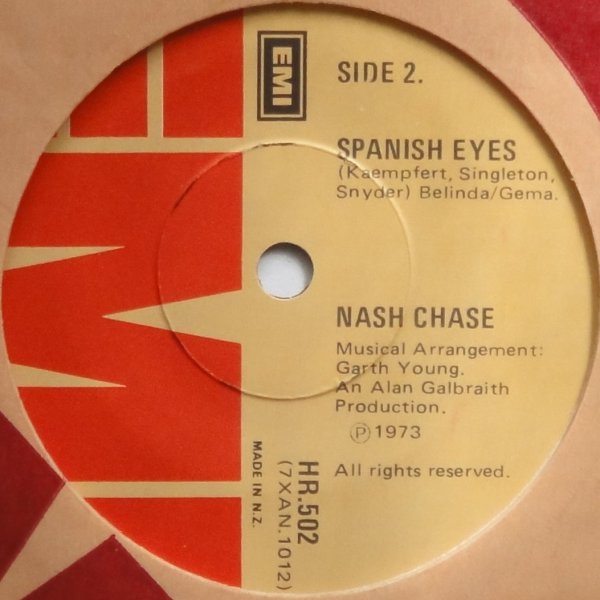 EMI
SIDE 2.
SPANISH EYES
(Kaempfert, Singleton,
Snyder) Belinda/Gema.
NASH CHASE
Musical Arrangement:
Garth Young.
An Alan Galbraith
Production.
Ⓟ 1973
All rights reserved.
HR.502
(7XAN.1012)
MADE IN N.Z.